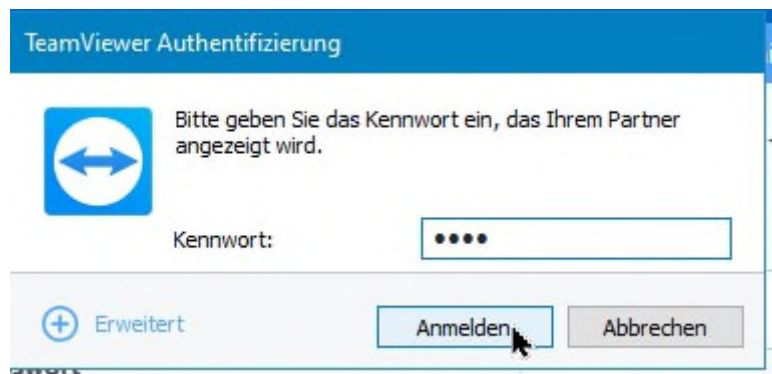 TeamViewer Authentifizierung
Bitte geben Sie das Kennwort ein, das Ihrem Partner
angezeigt wird.
Kennwort: ••••
Erweitert Anmelden Abbrechen